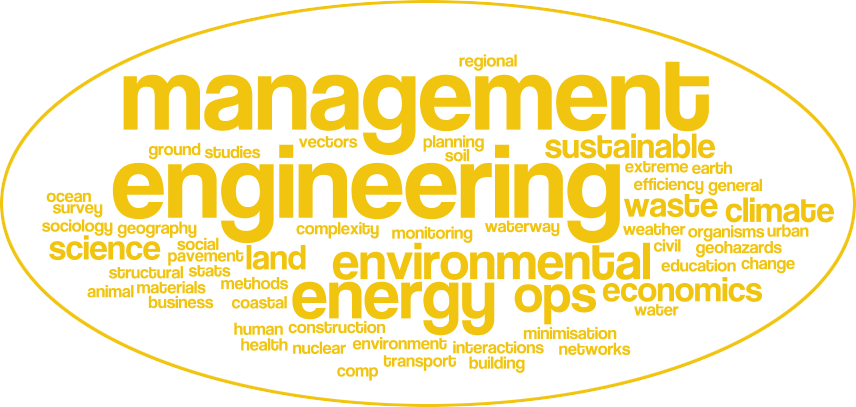 regional
management
ground studies vectors planning sustainable
soil
engineering extreme earth
efficiency general
ocean waste climate
survey
sociology geography complexity monitoring waterway weather organisms urban
science social land civil geohazards
pavement environmental education change
structural stats
animal materials methods energy ops economics
business coastal water
human construction minimisation
health nuclear environment interactions networks
transport building
comp